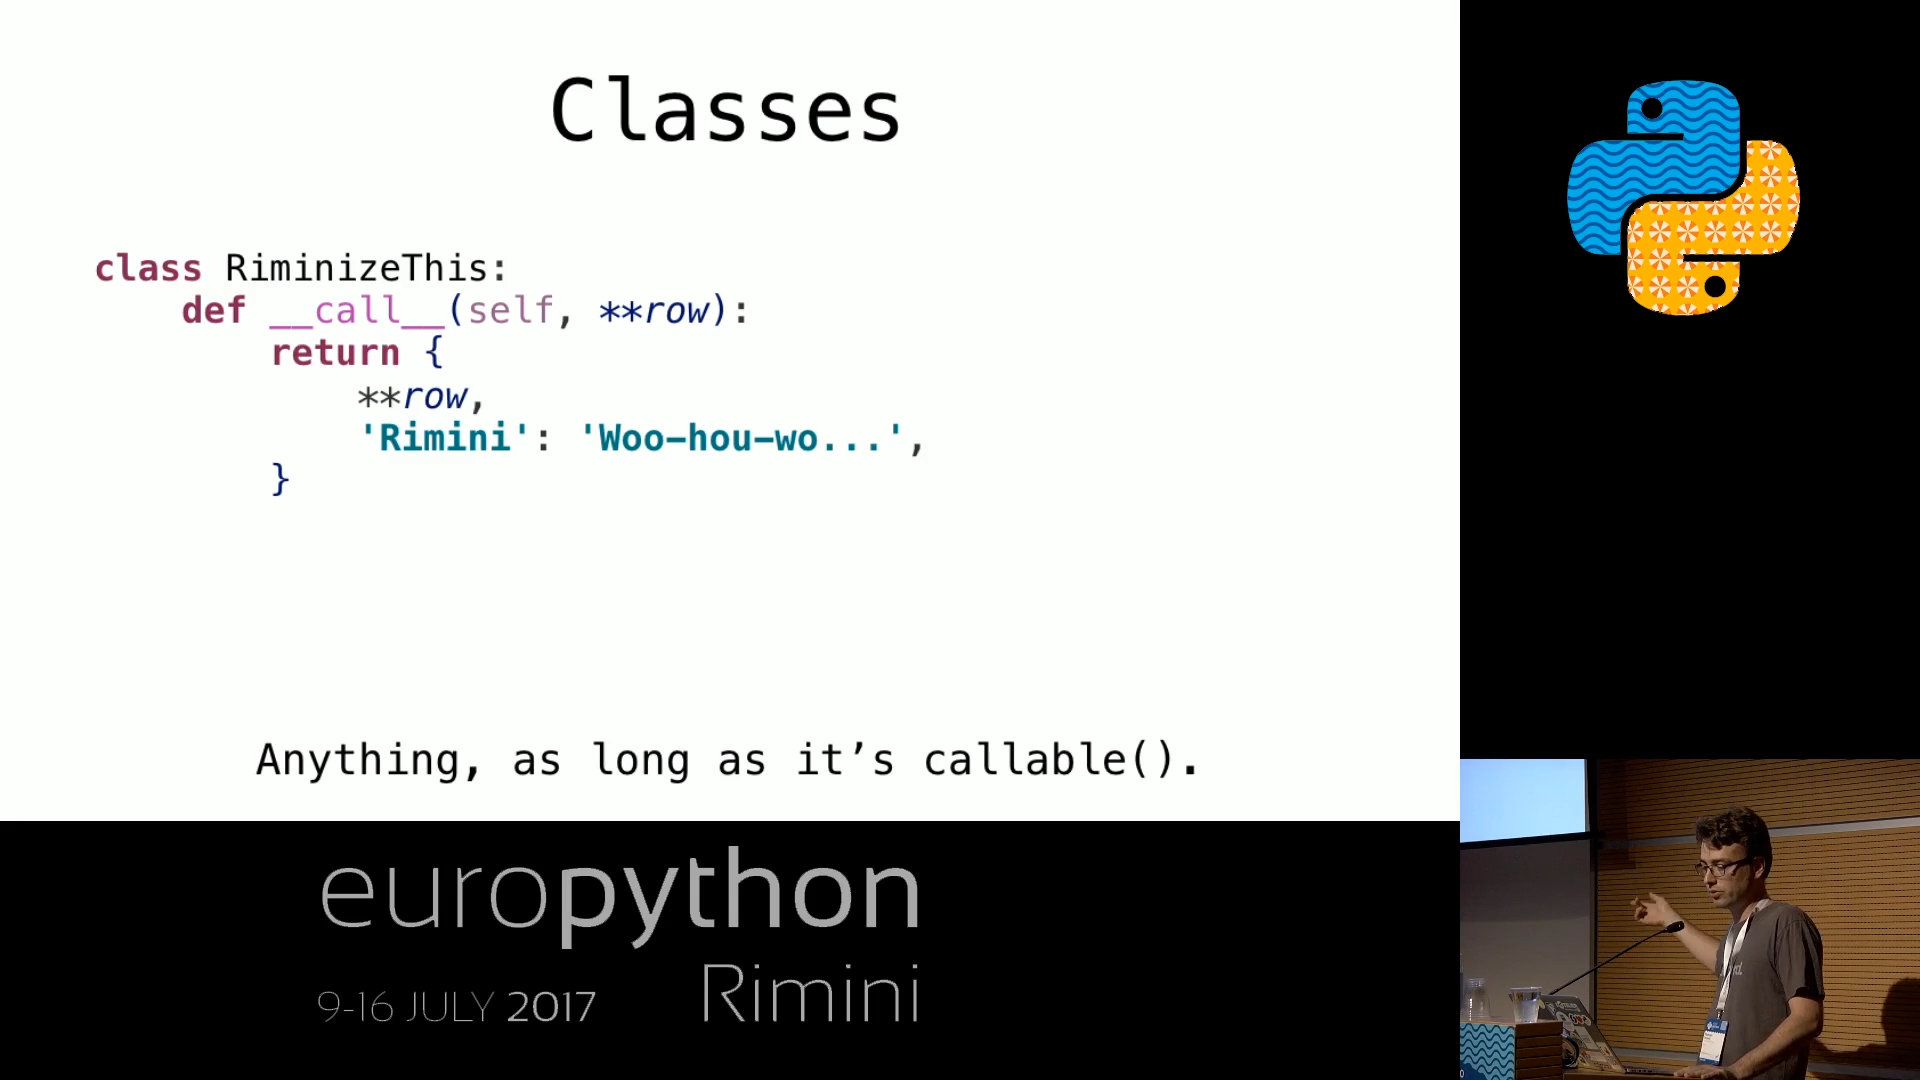 Classes
class RiminizeThis:
def __call__(self, **row):
return {
**row,
'Rimini': 'Woo-hou-wo...',
}
Anything, as long as it’s callable().
europython
9-16 JULY 2017 Rimini